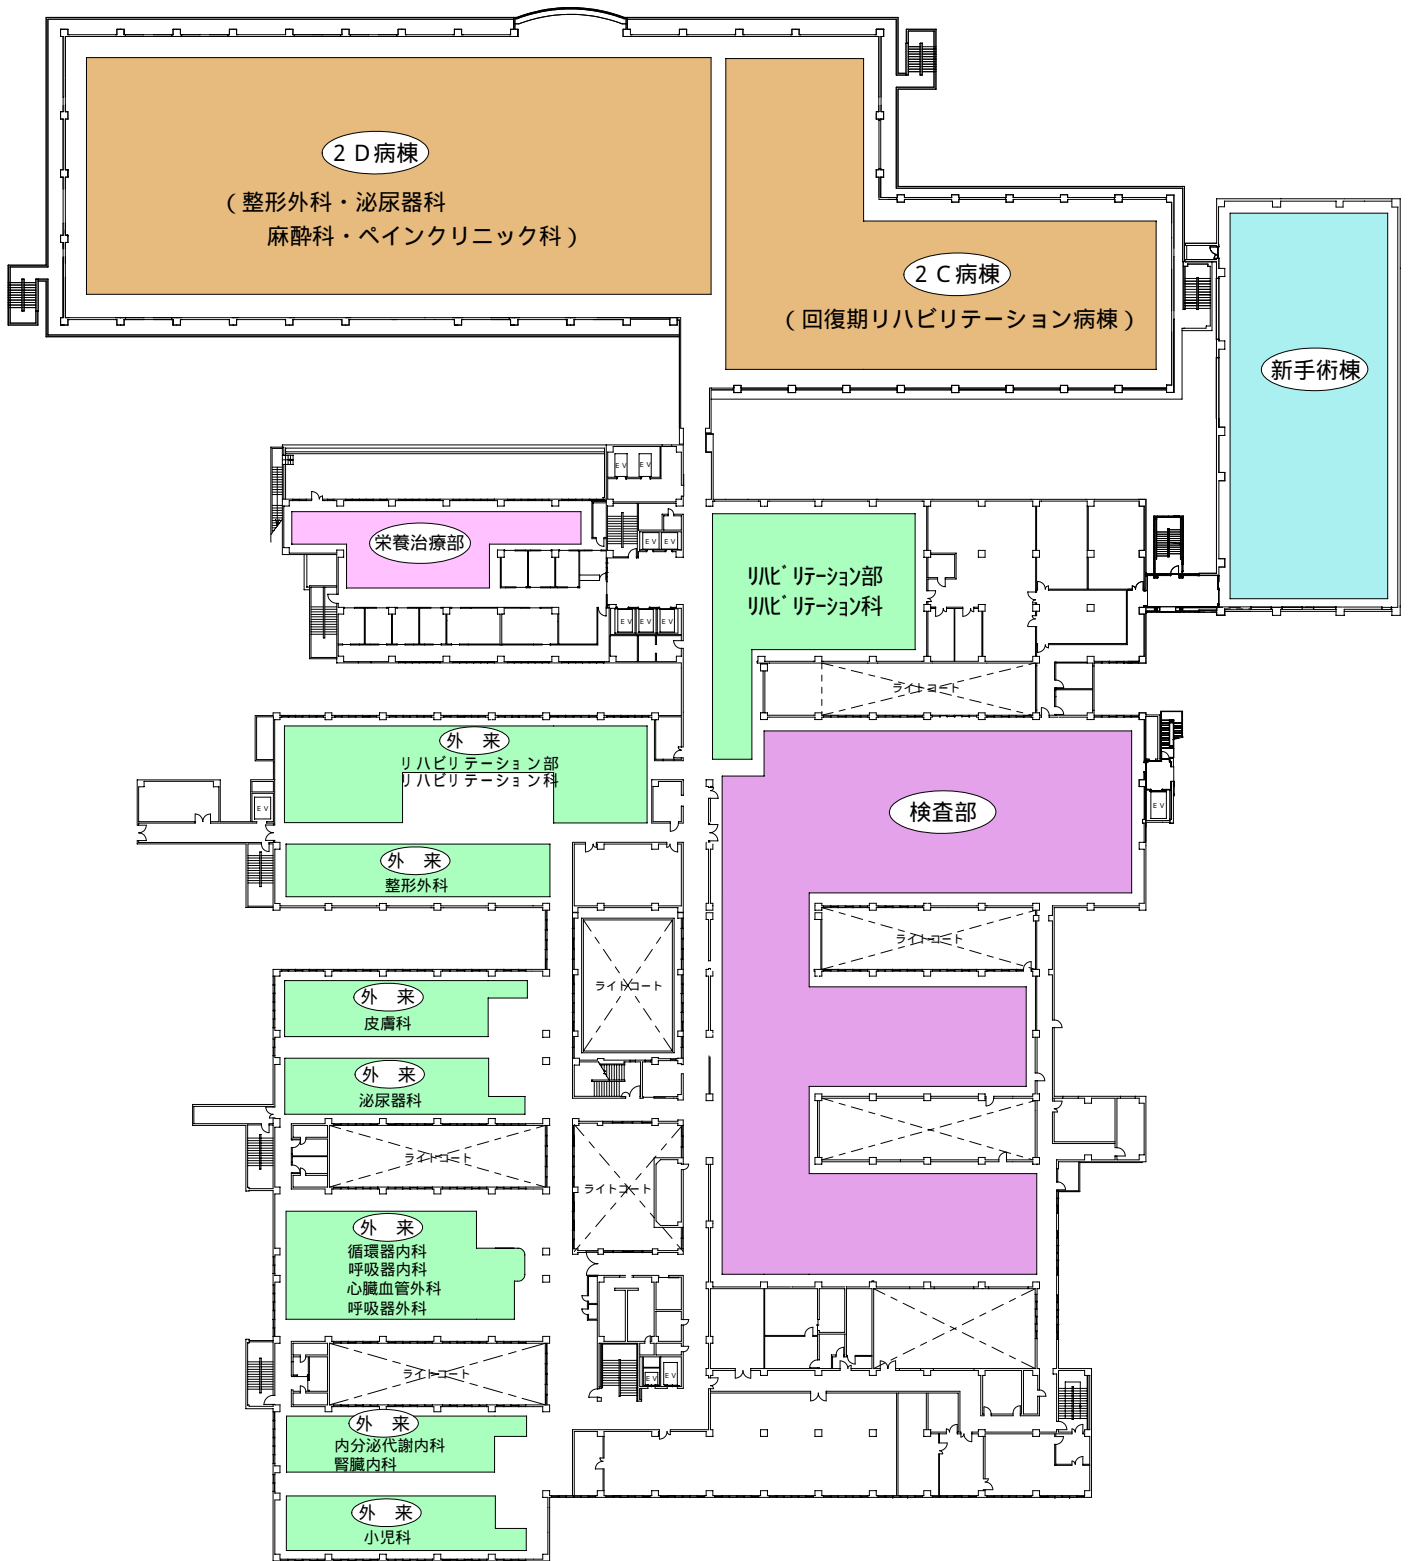 ２Ｄ病棟
（整形外科・泌尿器科
麻酔科・ペインクリニック科）
２Ｃ病棟
（回復期リハビリテーション病棟）
新手術棟
ＥＶ ＥＶ
栄養治療部
ＥＶ ＥＶ
ﾘﾊﾋﾞﾘﾃｰｼｮﾝ部
ﾘﾊﾋﾞﾘﾃｰｼｮﾝ科
ＥＶ ＥＶ ＥＶ
ライトコート
外　来
リハビリテーション部
リハビリテーション科
ＥＶ
検査部
ＥＶ
外　来
整形外科
ライトコート
ライトコート
外　来
皮膚科
外　来
泌尿器科
ライトコート
ライトコート
外　来
循環器内科
呼吸器内科
心臓血管外科
呼吸器外科
ライトコート
ＥＶ ＥＶ
外　来
内分泌代謝内科
腎臓内科
外　来
小児科